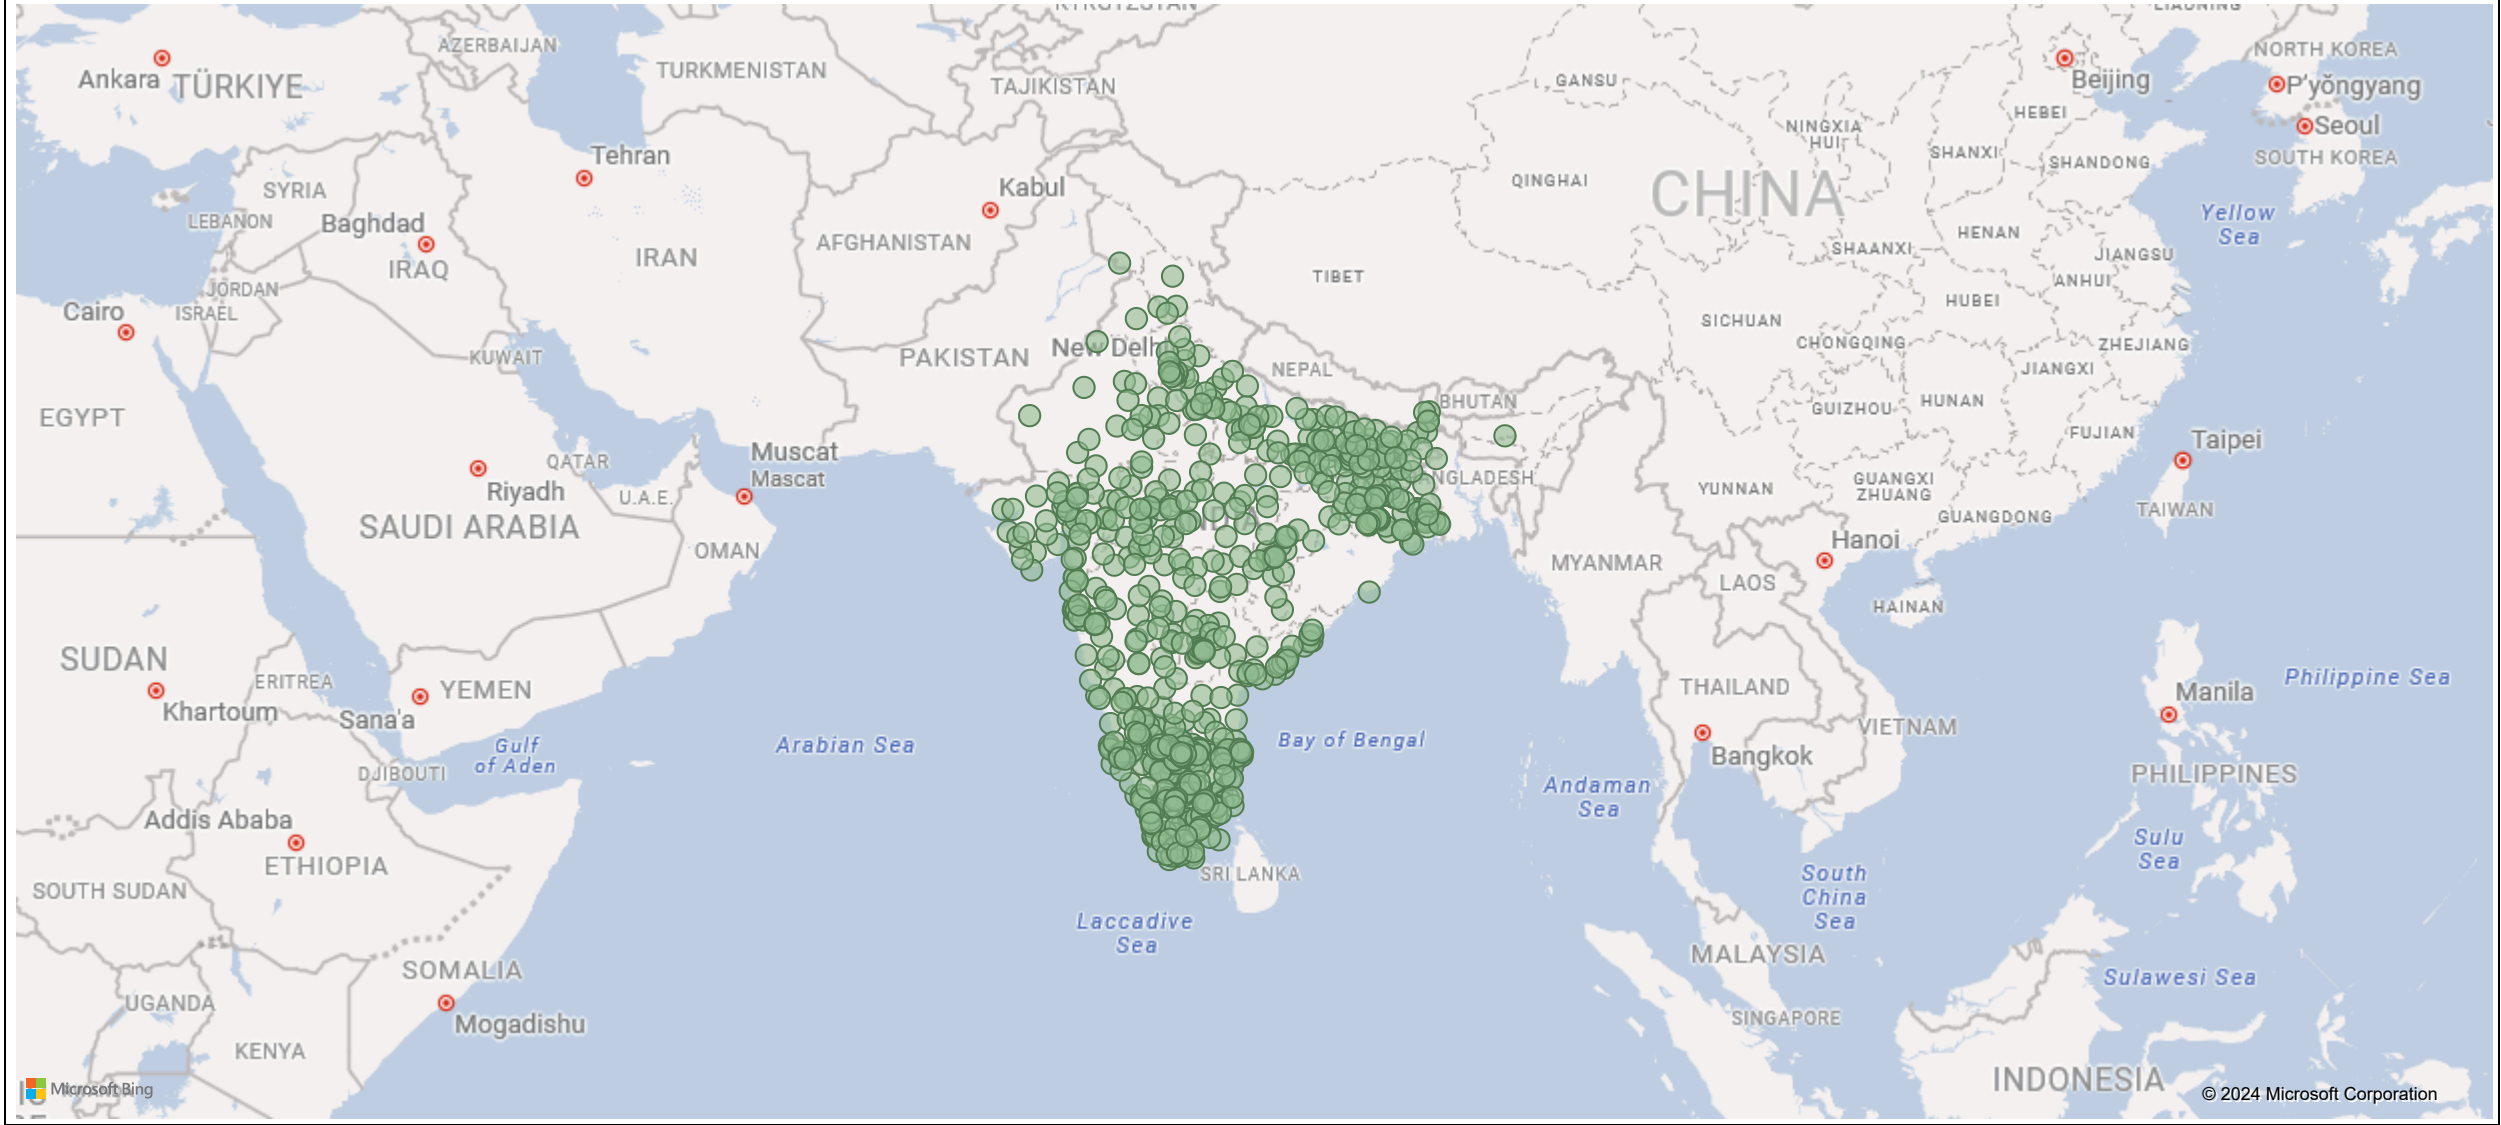 KYRGYZSTAN
LIAONING
AZERBAIJAN
NORTH KOREA
Ankara
TÜRKIYE
TURKMENISTAN
TAJIKISTAN
GANSU
Beijing
P'yŏngyang
HEBEI
NINGXIA
HUI
Seoul
Tehran
SHANXI
SHANDONG
SOUTH KOREA
SYRIA
Kabul
QINGHAI
CHINA
LEBANON
Baghdad
Yellow
Sea
AFGHANISTAN
IRAN
HENAN
SHAANXI
JIANGSU
IRAQ
TIBET
ANHUI
JORDAN
HUBEI
Cairo
ISRAEL
SICHUAN
CHONGQING
ZHEJIANG
KUWAIT
PAKISTAN
New Delh
NEPAL
JIANGXI
EGYPT
BHUTAN
GUIZHOU
HUNAN
FUJIAN
Taipei
Muscat
Mascat
QATAR
NGLADESH
GUANGXI
ZHUANG
YUNNAN
Riyadh
U.A.E.
TAIWAN
SAUDI ARABIA
GUANGDONG
OMAN
Hanoi
MYANMAR
LAOS
HAINAN
SUDAN
ERITREA
YEMEN
THAILAND
Philippine Sea
Manila
Khartoum
Sana'a
VIETNAM
Gulf
of Aden
Arabian Sea
Bay of Bengal
Bangkok
DJIBOUTI
PHILIPPINES
Andaman
Sea
Addis Ababa
Sulu
Sea
ETHIOPIA
SRI LANKA
South
China
Sea
SOUTH SUDAN
Laccadive
Sea
MALAYSIA
SOMALIA
Sulawesi Sea
UGANDA
SINGAPORE
Mogadishu
KENYA
INDONESIA
Microsoft Bing
© 2024 Microsoft Corporation